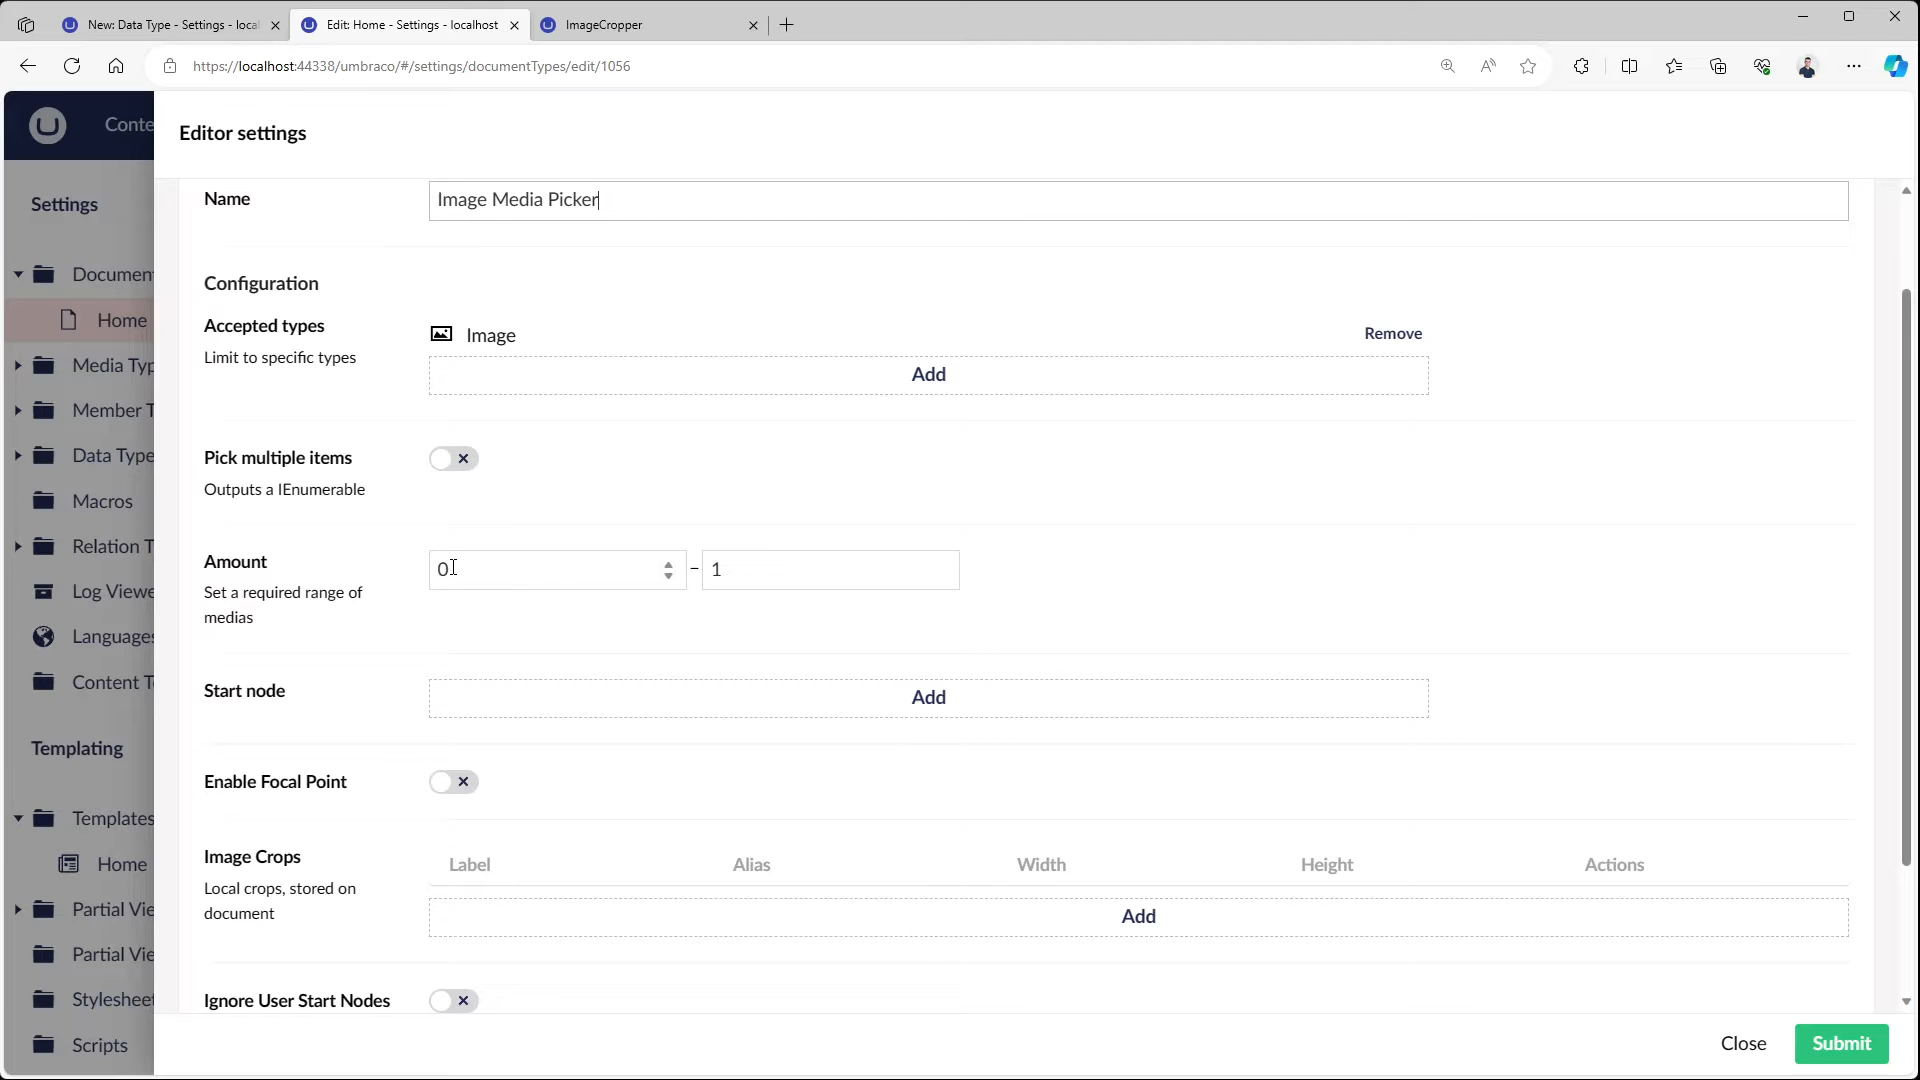 New: Data Type - Settings - local
Edit: Home - Settings - localhost
ImageCropper
https://localhost:44338/umbraco/#/settings/documentTypes/edit/1056
Conte
Editor settings
Settings
Name
Image Media Picker
Documen
Home
Media Typ
Member T
Data Type
Macros
Relation T
Log Viewe
Languages
Content T
Templating
Templates
Home
Partial Vie
Partial Vie
Stylesheet
Scripts
Configuration
Accepted types
Limit to specific types
Image
Remove
Add
Pick multiple items
Outputs a IEnumerable
Amount
Set a required range of
medias
0 – 1
Start node
Add
Enable Focal Point
Image Crops
Local crops, stored on
document
Label Alias Width Height Actions
Add
Ignore User Start Nodes
Close Submit